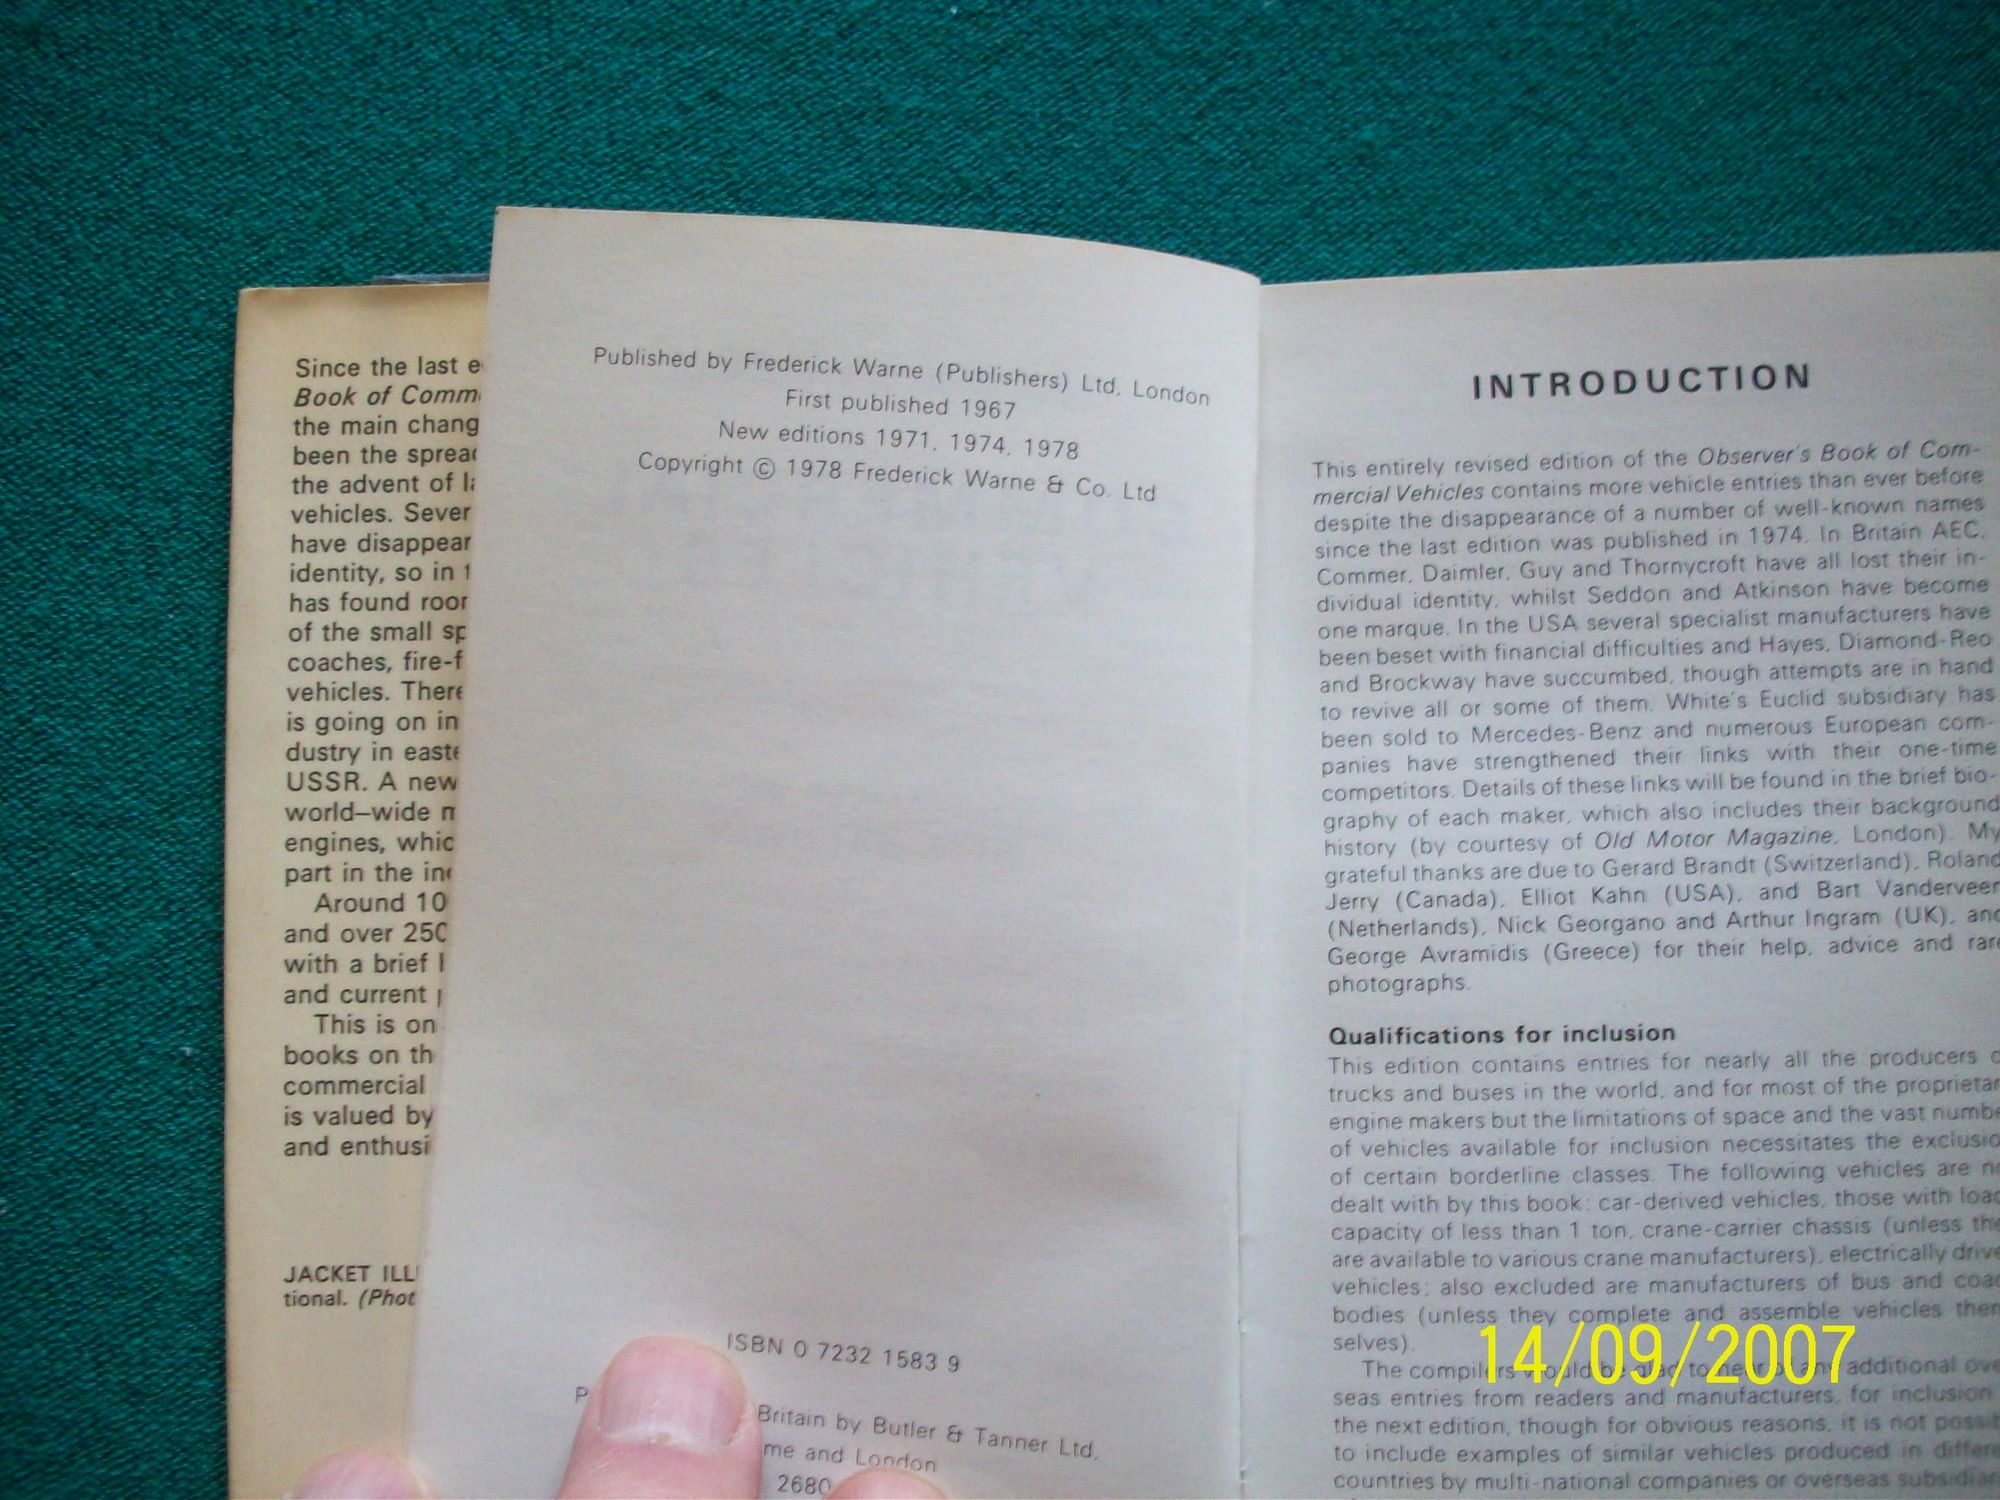 Since the last e
Book of Comm
the main chang
been the spread
the advent of l
vehicles. Sever
have disappear
identity, so in
has found roor
of the small sp
coaches, fire-f
vehicles. There
is going on in
dustry in easte
USSR. A new
world–wide
engines, whic
part in the in
Around 10
and over 250
with a brief
and current
This is on
books on th
commercial
is valued by
and enthusi
JACKET ILL
tional. (Phot
Published by Frederick Warne (Publishers) Ltd, London
First published 1967
New editions 1971, 1974, 1978
Copyright © 1978 Frederick Warne & Co. Ltd
ISBN 0 7232 1583 9
P
Britain by Butler & Tanner Ltd,
me and London
2680
INTRODUCTION
This entirely revised edition of the Observer's Book of Com-
mercial Vehicles contains more vehicle entries than ever before
despite the disappearance of a number of well-known names
since the last edition was published in 1974. In Britain AEC,
Commer, Daimler, Guy and Thornycroft have all lost their in-
dividual identity, whilst Seddon and Atkinson have become
one marque. In the USA several specialist manufacturers have
been beset with financial difficulties and Hayes, Diamond-Reo
and Brockway have succumbed, though attempts are in hand
to revive all or some of them. White's Euclid subsidiary has
been sold to Mercedes-Benz and numerous European com-
panies have strengthened their links with their one-time
competitors. Details of these links will be found in the brief bio-
graphy of each maker, which also includes their background
history (by courtesy of Old Motor Magazine, London). My
grateful thanks are due to Gerard Brandt (Switzerland), Roland
Jerry (Canada), Elliot Kahn (USA), and Bart Vanderveen
(Netherlands), Nick Georgano and Arthur Ingram (UK), and
George Avramidis (Greece) for their help, advice and rare
photographs.
Qualifications for inclusion
This edition contains entries for nearly all the producers o
trucks and buses in the world, and for most of the proprietar
engine makers but the limitations of space and the vast numbe
of vehicles available for inclusion necessitates the exclusio
of certain borderline classes. The following vehicles are no
dealt with by this book: car-derived vehicles, those with load
capacity of less than 1 ton, crane-carrier chassis (unless the
are available to various crane manufacturers), electrically drive
vehicles; also excluded are manufacturers of bus and coac
bodies (unless they complete and assemble vehicles them
selves).
The compilers would be glad to hear of any additional ove
seas entries from readers and manufacturers, for inclusion
the next edition, though for obvious reasons, it is not possib
to include examples of similar vehicles produced in differe
countries by multi-national companies or overseas subsidiar
14/09/2007